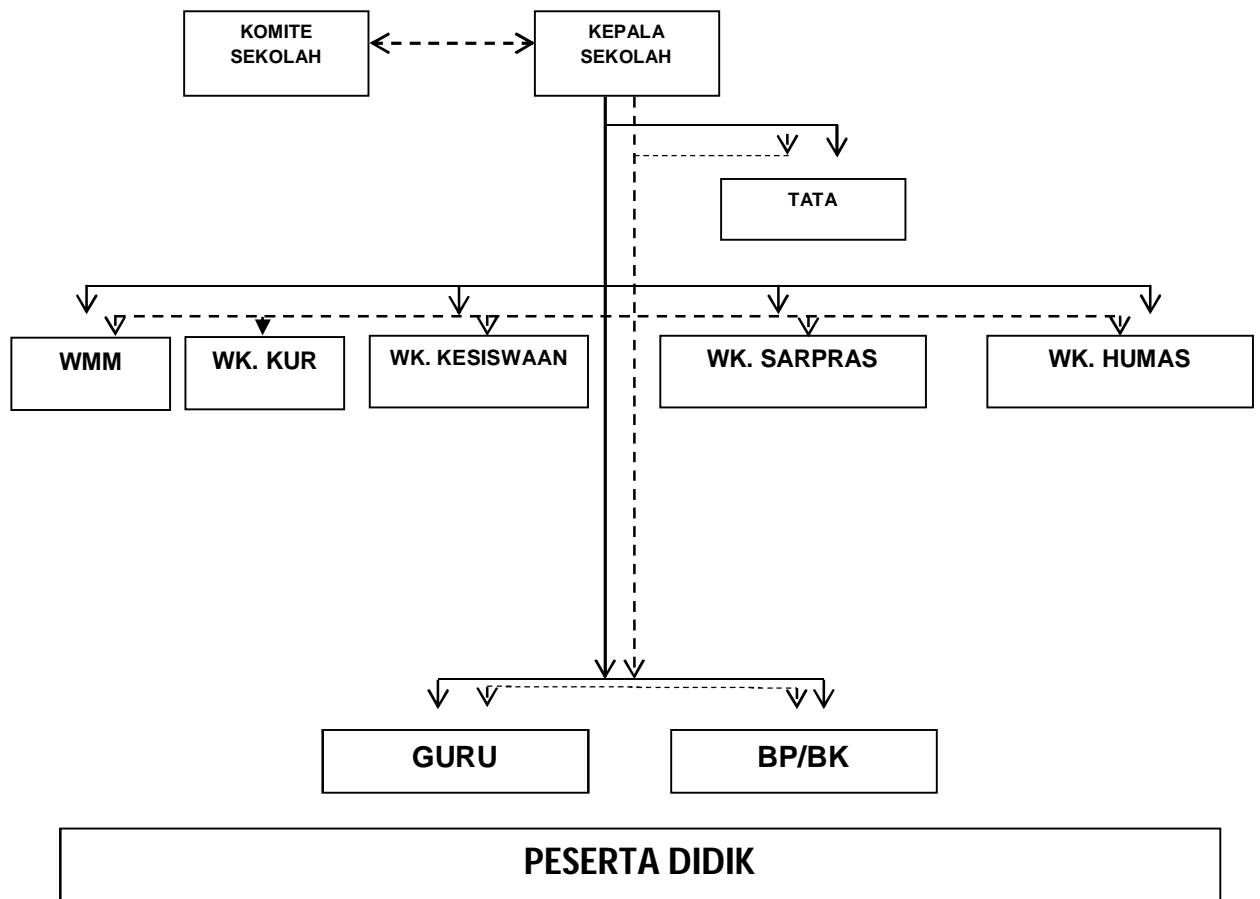 KOMITE
SEKOLAH
KEPALA
SEKOLAH
TATA
WMM
WK. KUR
WK. KESISWAAN
WK. SARPRAS
WK. HUMAS
GURU
BP/BK
PESERTA DIDIK